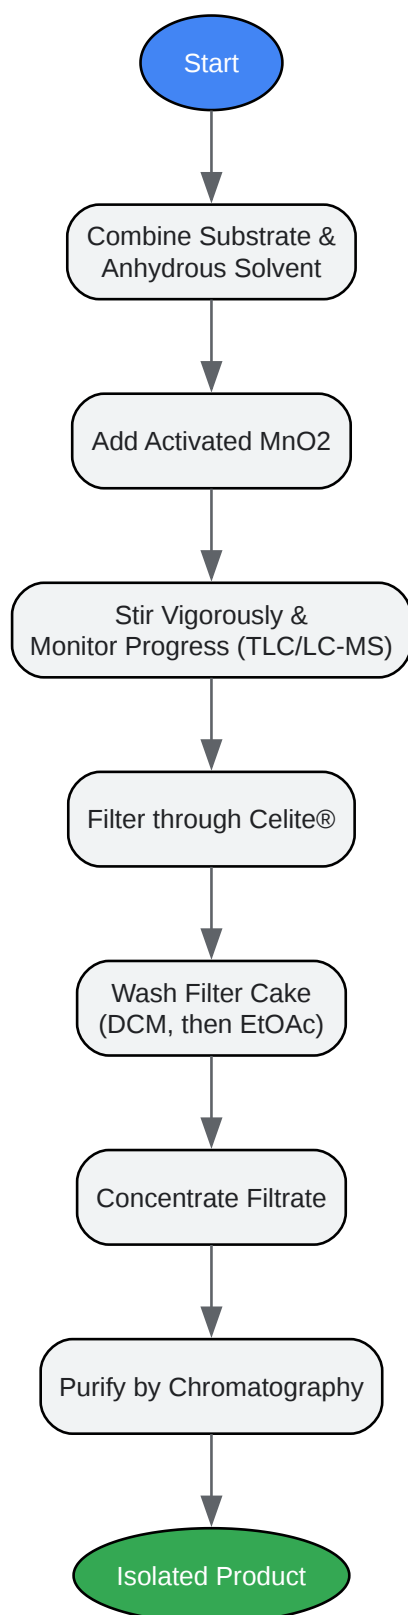 Start
Combine Substrate &
Anhydrous Solvent
Add Activated MnO2
Stir Vigorously &
Monitor Progress (TLC/LC-MS)
Filter through Celite®
Wash Filter Cake
(DCM, then EtOAc)
Concentrate Filtrate
Purify by Chromatography
Isolated Product